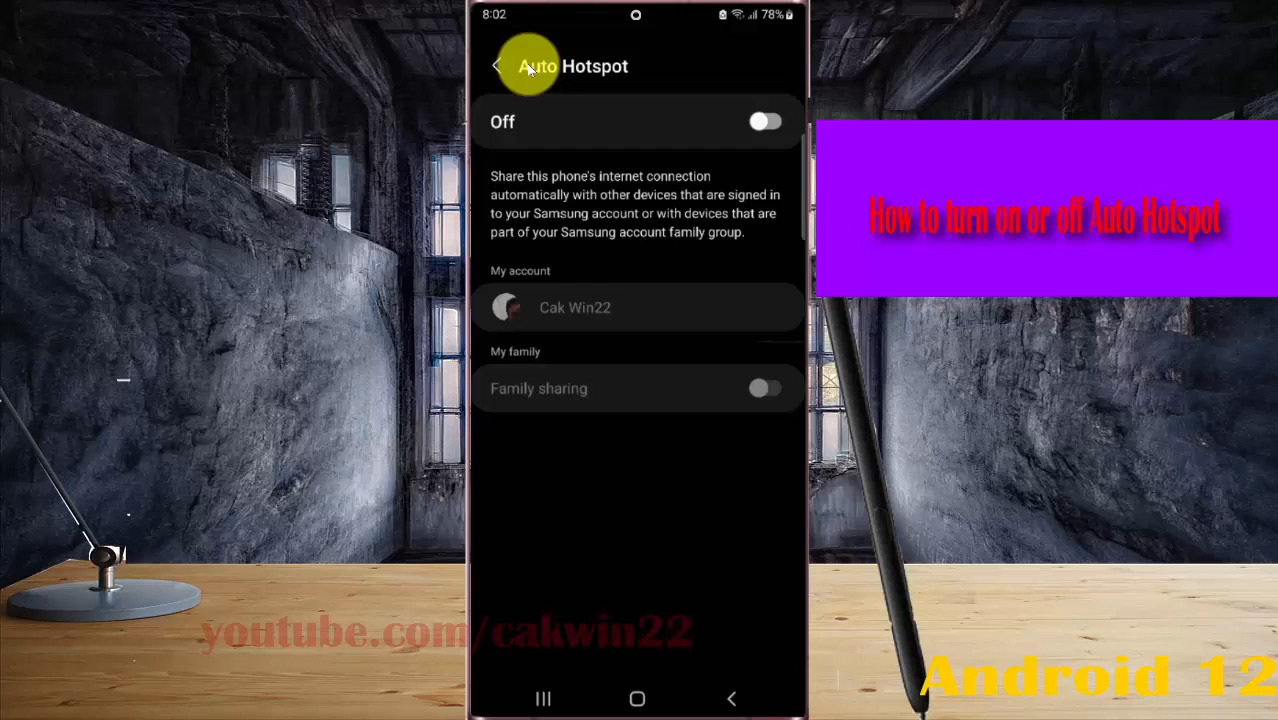 8:02
78%
Auto Hotspot
Off
Share this phone's internet connection
automatically with other devices that are signed in
to your Samsung account or with devices that are
part of your Samsung account family group.
My account
Cak Win22
My family
Family sharing
How to turn on or off Auto Hotspot
youtube.com/cakwin22
Android 12